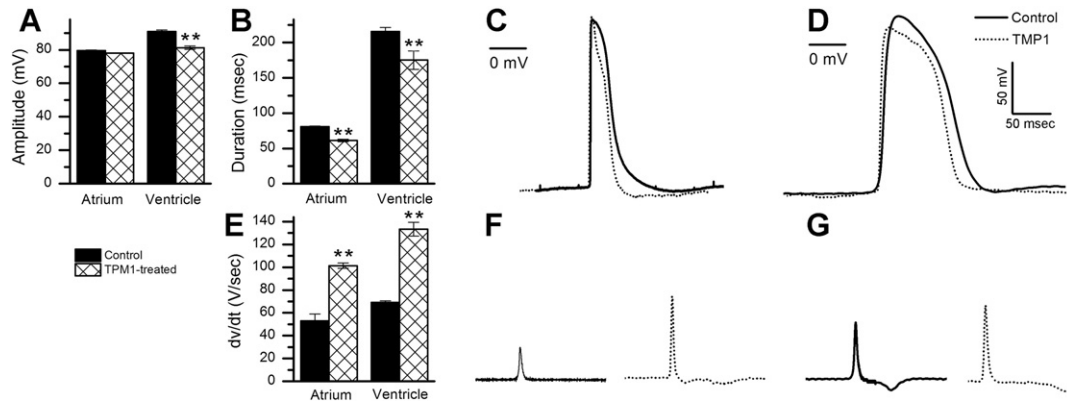 A
Amplitude (mV)
80
60
40
20
0
Atrium
Ventricle
**
B
Duration (msec)
200
150
100
50
0
Atrium
Ventricle
**
**
C
0 mV
D
0 mV
Control
TMP1
50 mV
50 msec
Control
TPM1-treated
E
dv/dt (V/sec)
140
120
100
80
60
40
20
0
Atrium
Ventricle
**
**
F
G